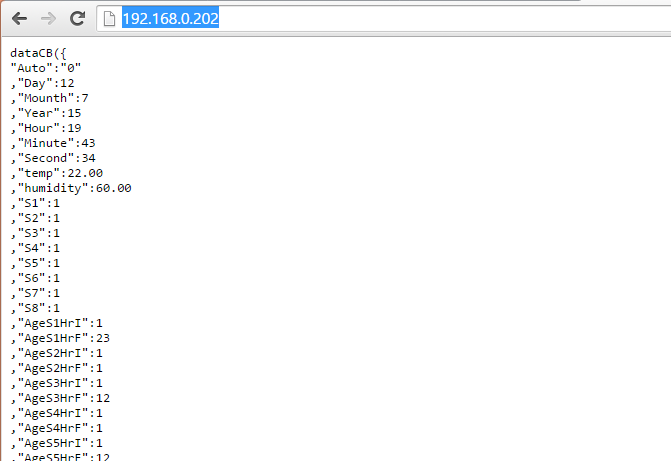 192.168.0.202
dataCB({
"Auto":"0"
,"Day":12
,"Mounth":7
,"Year":15
,"Hour":19
,"Minute":43
,"Second":34
,"temp":22.00
,"humidity":60.00
,"S1":1
,"S2":1
,"S3":1
,"S4":1
,"S5":1
,"S6":1
,"S7":1
,"S8":1
,"AgeS1HrI":1
,"AgeS1HrF":23
,"AgeS2HrI":1
,"AgeS2HrF":1
,"AgeS3HrI":1
,"AgeS3HrF":12
,"AgeS4HrI":1
,"AgeS4HrF":1
,"AgeS5HrI":1
,"AgeS5HrF":12